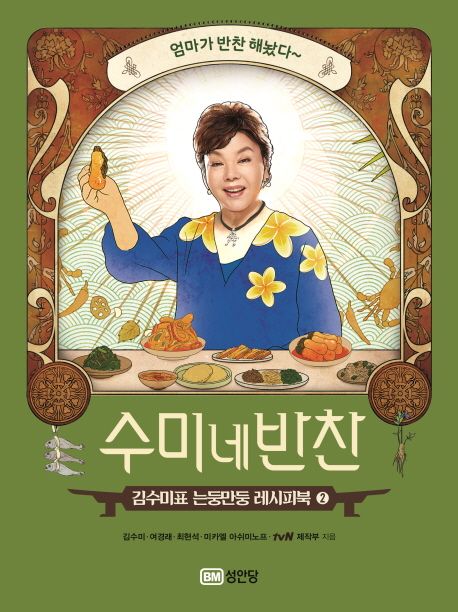 엄마가 반찬 해놨다~
수미네반찬
김수미표 는둥만둥 레시피북 2
김수미 · 여경래 · 최현석 · 미카엘 아쉬미노프 · tvN 제작부 지음
BM 성안당